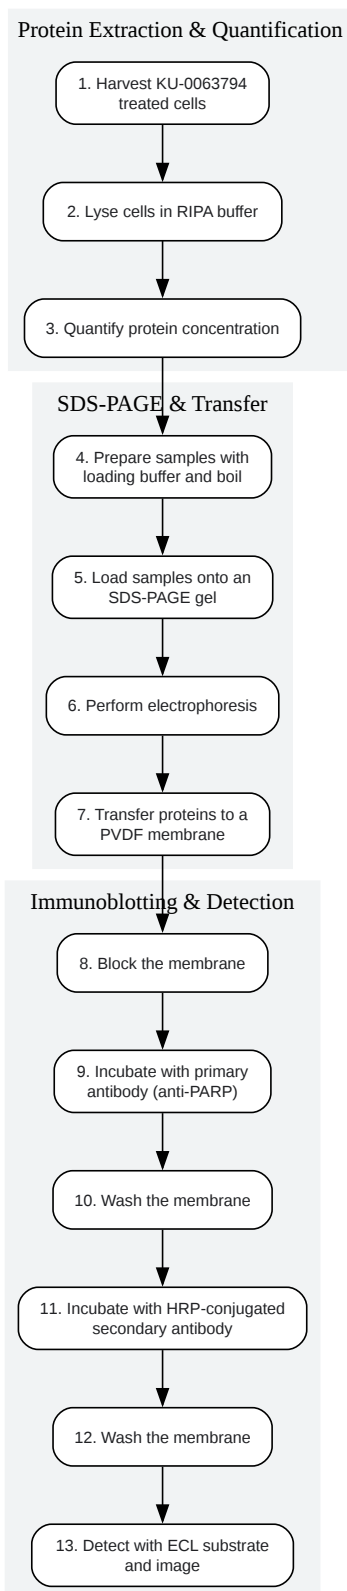 Protein Extraction & Quantification
1. Harvest KU-0063794
treated cells
2. Lyse cells in RIPA buffer
3. Quantify protein concentration
SDS-PAGE & Transfer
4. Prepare samples with
loading buffer and boil
5. Load samples onto an
SDS-PAGE gel
6. Perform electrophoresis
7. Transfer proteins to a
PVDF membrane
Immunoblotting & Detection
8. Block the membrane
9. Incubate with primary
antibody (anti-PARP)
10. Wash the membrane
11. Incubate with HRP-conjugated
secondary antibody
12. Wash the membrane
13. Detect with ECL substrate
and image